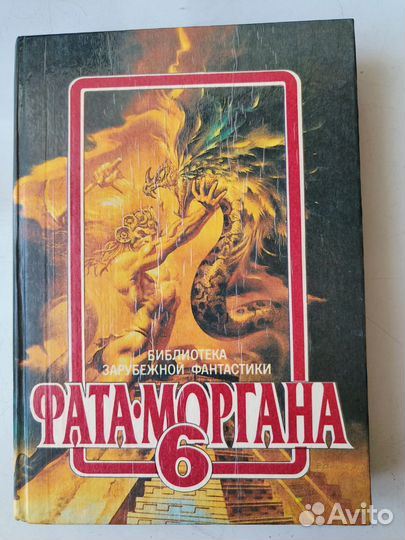 БИБЛИОТЕКА
ЗАРУБЕЖНОЙ ФАНТАСТИКИ
ФАТА·МОРГАНА
6
Avito